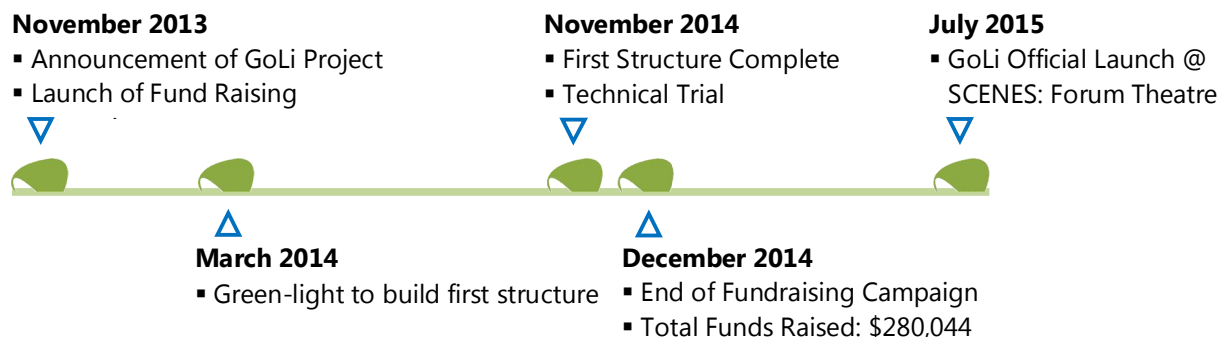 November 2013
▪ Announcement of GoLi Project
▪ Launch of Fund Raising
November 2014
▪ First Structure Complete
▪ Technical Trial
July 2015
▪ GoLi Official Launch @
SCENES: Forum Theatre
March 2014
▪ Green-light to build first structure
December 2014
▪ End of Fundraising Campaign
▪ Total Funds Raised: $280,044